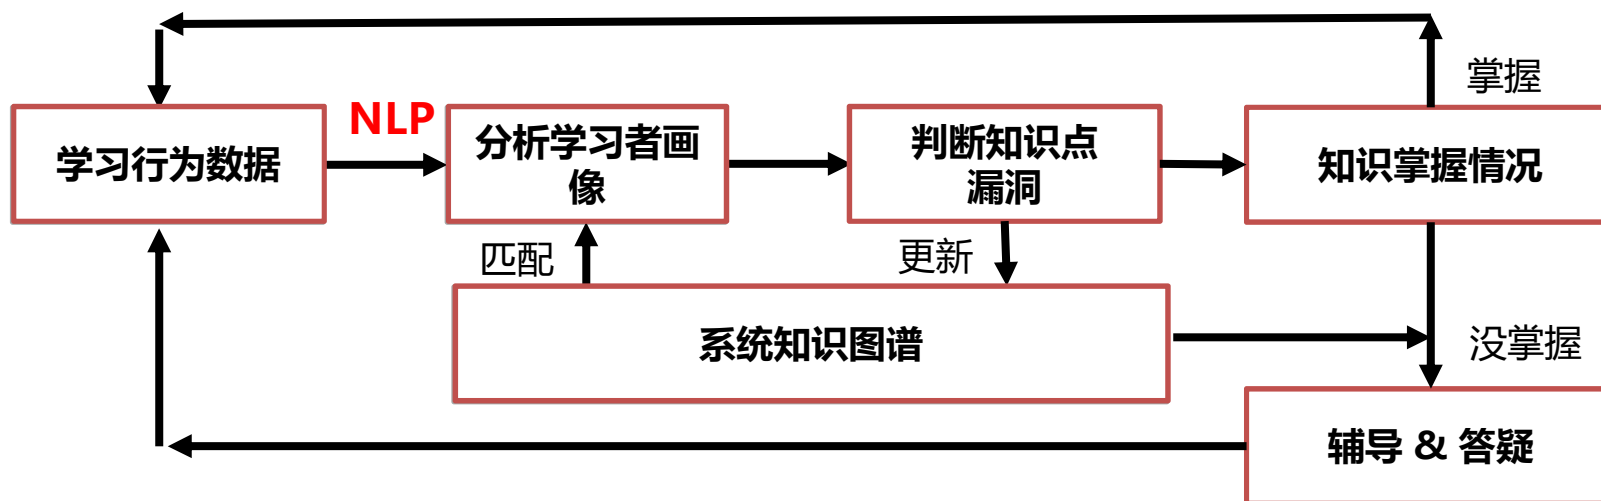 掌握
NLP
学习行为数据
分析学习者画
像
判断知识点
漏洞
知识掌握情况
匹配
更新
系统知识图谱
没掌握
辅导 & 答疑